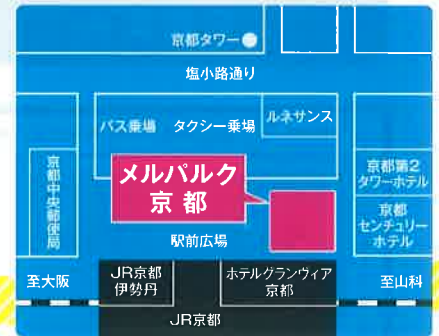 京都タワー
塩小路通り
バス乗場
タクシー乗場
ルネサンス
京都中央郵便局
メルパルク
京都
京都第2
タワーホテル
京都
センチュリー
ホテル
駅前広場
至大阪
JR京都
伊勢丹
ホテルグランヴィア
京都
至山科
JR京都